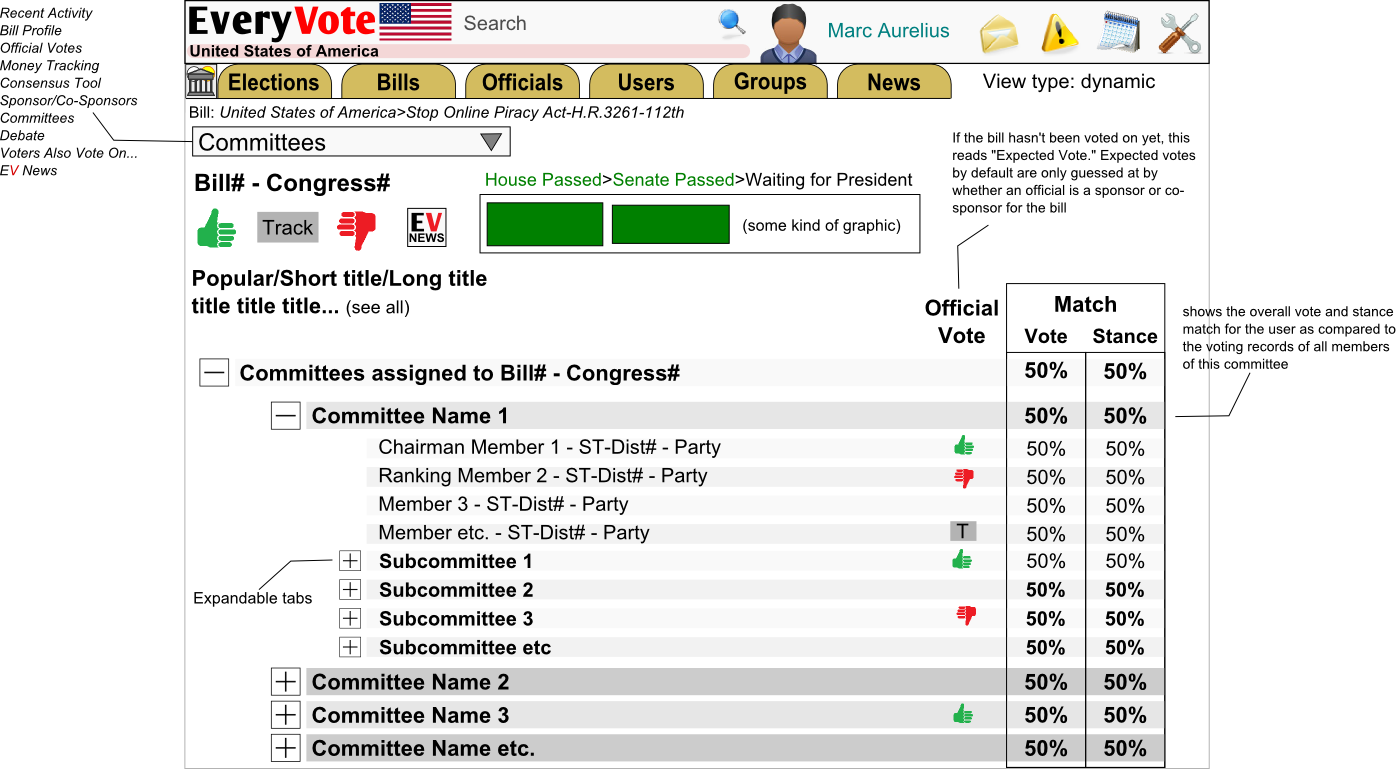 Recent Activity
Bill Profile
Official Votes
Money Tracking
Consensus Tool
Sponsor/Co-Sponsors
Committees
Debate
Voters Also Vote On...
EV News
EveryVote
Search
Marc Aurelius
United States of America
Elections
Bills
Officials
Users
Groups
News
View type: dynamic
Bill: United States of America>Stop Online Piracy Act-H.R.3261-112th
Committees
If the bill hasn't been voted on yet, this
reads "Expected Vote." Expected votes
by default are only guessed at by
whether an official is a sponsor or co-
sponsor for the bill
Bill# - Congress#
House Passed>Senate Passed>Waiting for President
Track
EV
NEWS
(some kind of graphic)
Popular/Short title/Long title
title title title... (see all)
Official
Vote
Match
Vote Stance
shows the overall vote and stance
match for the user as compared to
the voting records of all members
of this committee
Committees assigned to Bill# - Congress# 50% 50%
Committee Name 1 50% 50%
Chairman Member 1 - ST-Dist# - Party 50% 50%
Ranking Member 2 - ST-Dist# - Party 50% 50%
Member 3 - ST-Dist# - Party 50% 50%
Member etc. - ST-Dist# - Party T 50% 50%
Subcommittee 1 50% 50%
Subcommittee 2 50% 50%
Subcommittee 3 50% 50%
Subcommittee etc 50% 50%
Expandable tabs
Committee Name 2 50% 50%
Committee Name 3 50% 50%
Committee Name etc. 50% 50%